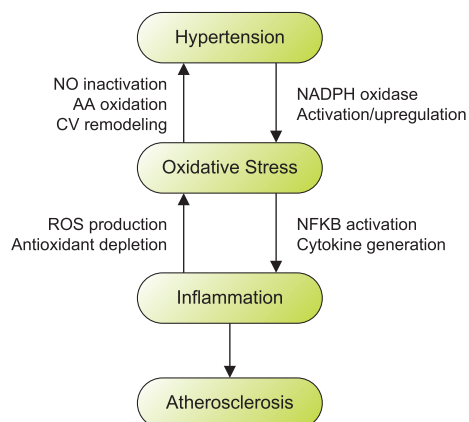 Hypertension
NO inactivation
AA oxidation
CV remodeling
NADPH oxidase
Activation/upregulation
Oxidative Stress
ROS production
Antioxidant depletion
NFKB activation
Cytokine generation
Inflammation
Atherosclerosis